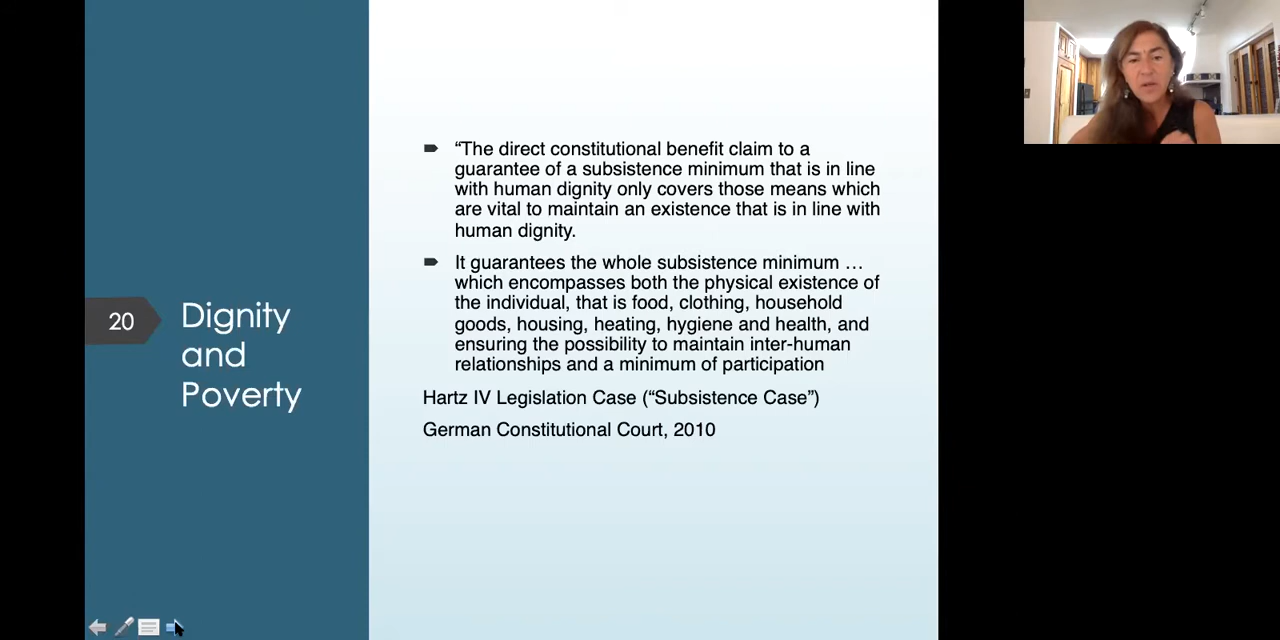 20
Dignity
and
Poverty
“The direct constitutional benefit claim to a
guarantee of a subsistence minimum that is in line
with human dignity only covers those means which
are vital to maintain an existence that is in line with
human dignity.
It guarantees the whole subsistence minimum …
which encompasses both the physical existence of
the individual, that is food, clothing, household
goods, housing, heating, hygiene and health, and
ensuring the possibility to maintain inter-human
relationships and a minimum of participation
Hartz IV Legislation Case (“Subsistence Case”)
German Constitutional Court, 2010